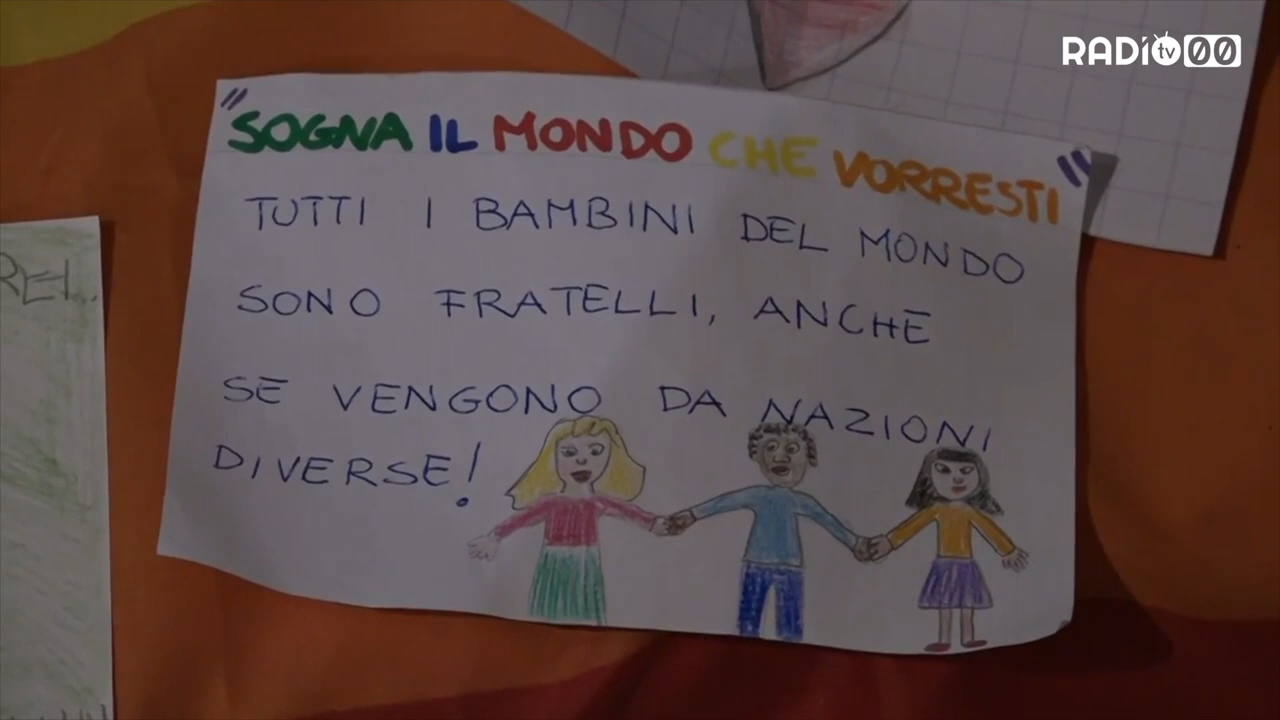 RADIO tv 00
"SOGNA IL MONDO CHE VORRESTI"
TUTTI I BAMBINI DEL MONDO
SONO FRATELLI, ANCHE
SE VENGONO DA NAZIONI
DIVERSE!